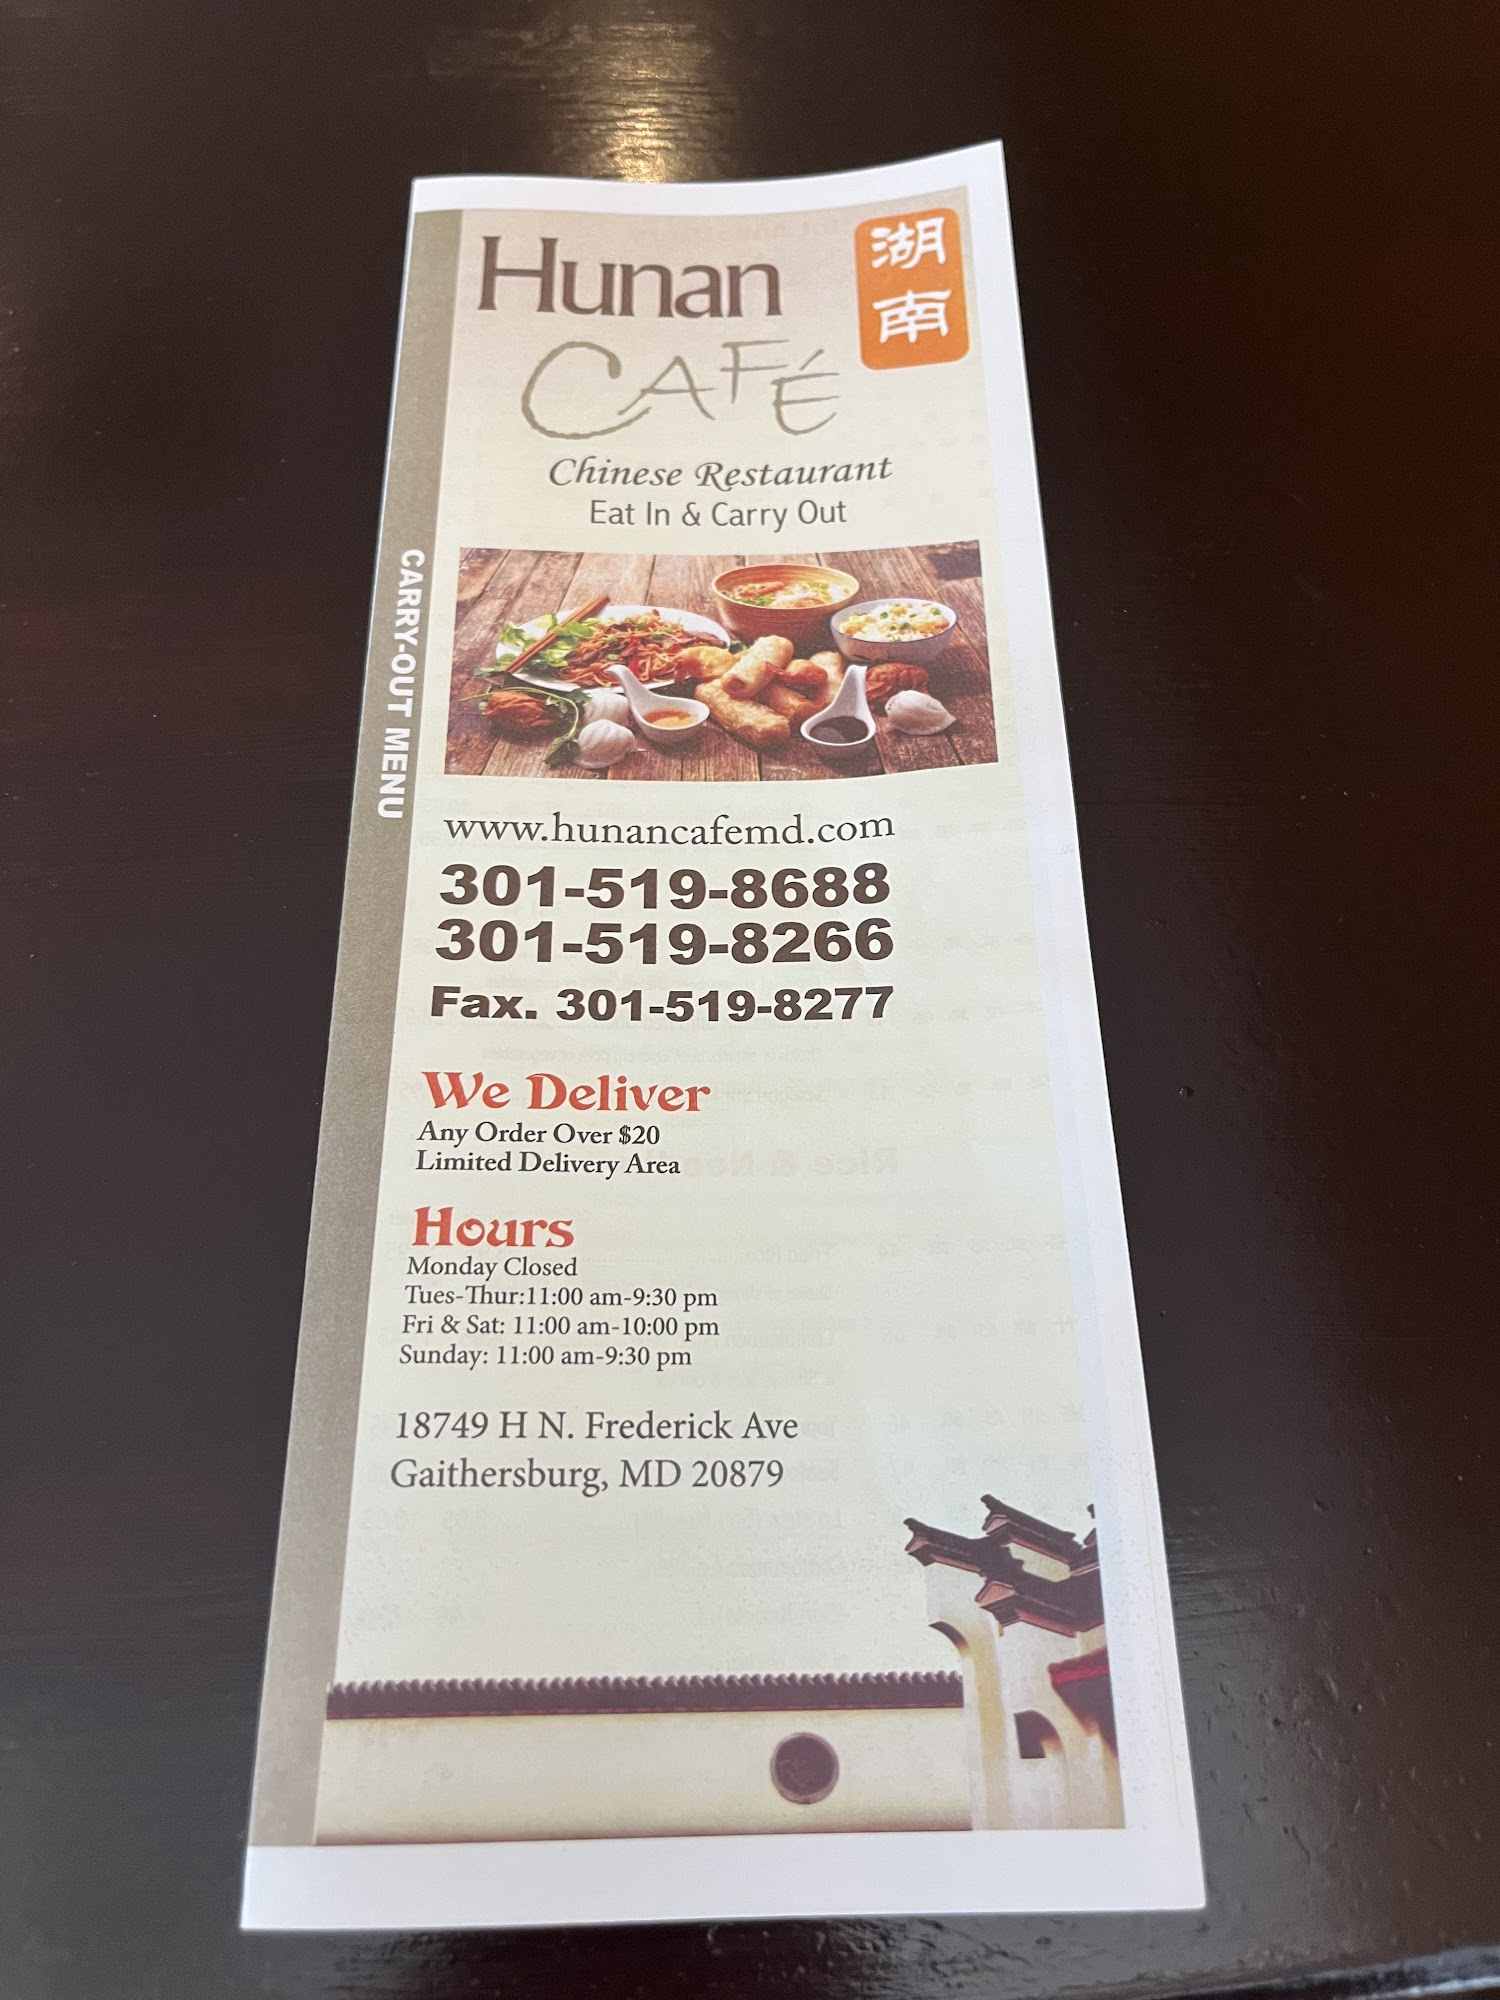 Hunan
湖
南
CAFÉ
Chinese Restaurant
Eat In & Carry Out
CARRY-OUT MENU
www.hunancafemd.com
301-519-8688
301-519-8266
Fax. 301-519-8277
We Deliver
Any Order Over $20
Limited Delivery Area
Hours
Monday Closed
Tues-Thur:11:00 am-9:30 pm
Fri & Sat: 11:00 am-10:00 pm
Sunday: 11:00 am-9:30 pm
18749 H N. Frederick Ave
Gaithersburg, MD 20879